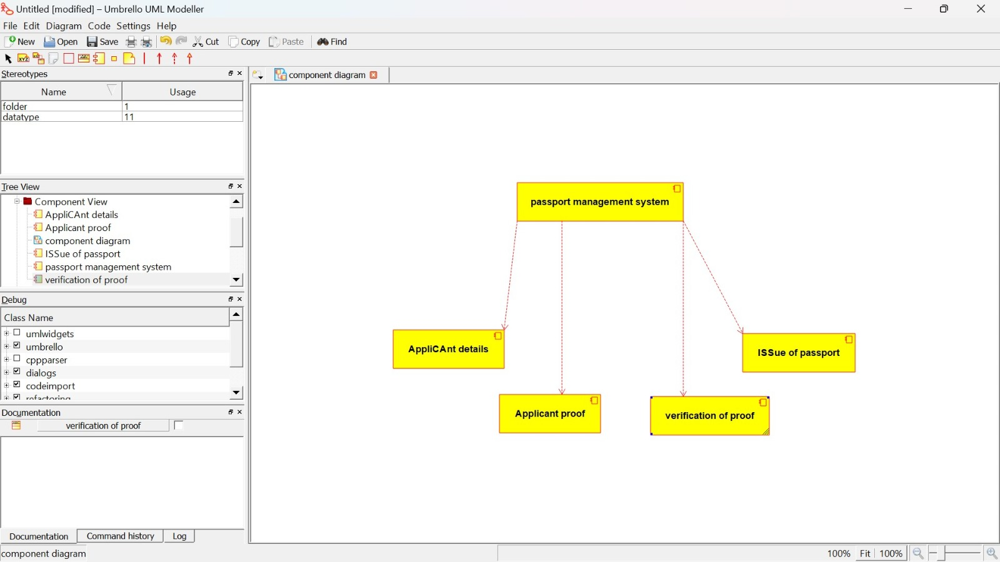 Untitled [modified] – Umbrello UML Modeller
File Edit Diagram Code Settings Help
New Open Save Cut Copy Paste Find
XYZ
Stereotypes
component diagram
Name Usage
folder 1
datatype 11
Tree View
Component View
AppliCAnt details
Applicant proof
component diagram
ISSue of passport
passport management system
verification of proof
Debug
Class Name
umlwidgets
umbrello
cppparser
dialogs
codeimport
refactoring
Documentation
verification of proof
Documentation Command history Log
passport management system
AppliCAnt details
ISSue of passport
Applicant proof
verification of proof
component diagram
100% Fit 100%